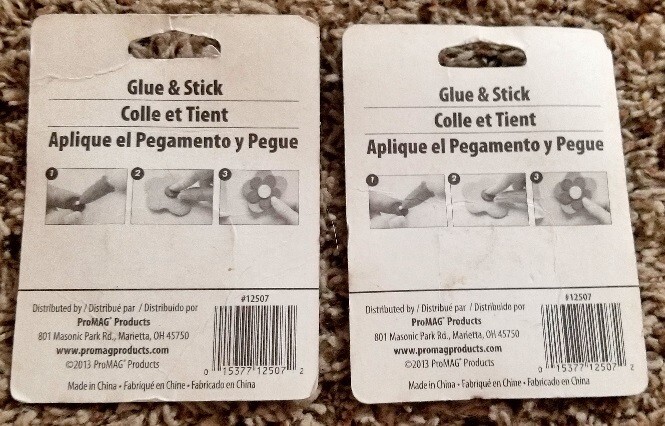 Glue & Stick
Colle et Tient
Aplique el Pegamento y Pegue
1 2 3
#12507
Distributed by / Distribué par / Distribuido por
ProMAG® Products
801 Masonic Park Rd., Marietta, OH 45750
www.promagproducts.com
©2013 ProMAG® Products
0 15377 12507 2
Made in China • Fabriqué en Chine • Fabricado en China
Glue & Stick
Colle et Tient
Aplique el Pegamento y Pegue
1 2 3
#12507
Distributed by / Distribué par / Distribuido por
ProMAG® Products
801 Masonic Park Rd., Marietta, OH 45750
www.promagproducts.com
©2013 ProMAG® Products
0 15377 12507 2
Made in China • Fabriqué en Chine • Fabricado en China